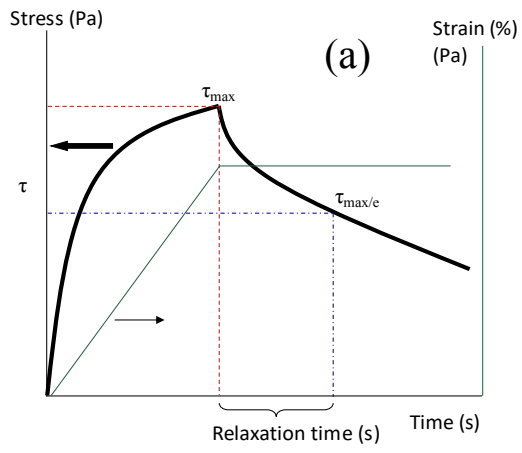 Stress (Pa)
Strain (%)
(Pa)
(a)
τmax
τ
τmax/e
Time (s)
Relaxation time (s)